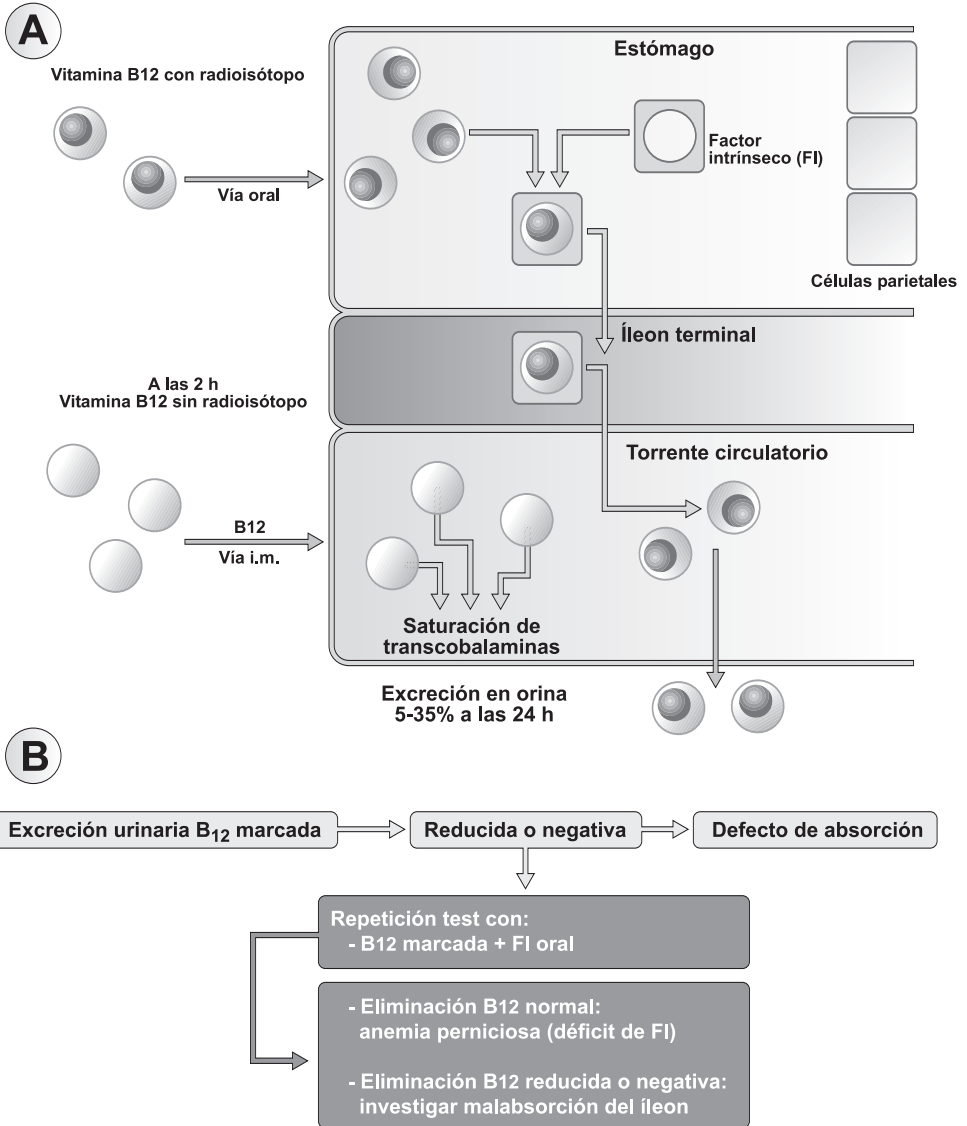 A
Vitamina B12 con radioisótopo
Vía oral
Estómago
Factor
intrínseco (FI)
Células parietales
Íleon terminal
A las 2 h
Vitamina B12 sin radioisótopo
B12
Vía i.m.
Torrente circulatorio
Saturación de
transcobalaminas
Excreción en orina
5-35% a las 24 h
B
Excreción urinaria B12 marcada
Reducida o negativa
Defecto de absorción
Repetición test con:
- B12 marcada + FI oral
- Eliminación B12 normal:
anemia perniciosa (déficit de FI)
- Eliminación B12 reducida o negativa:
investigar malabsorción del íleon